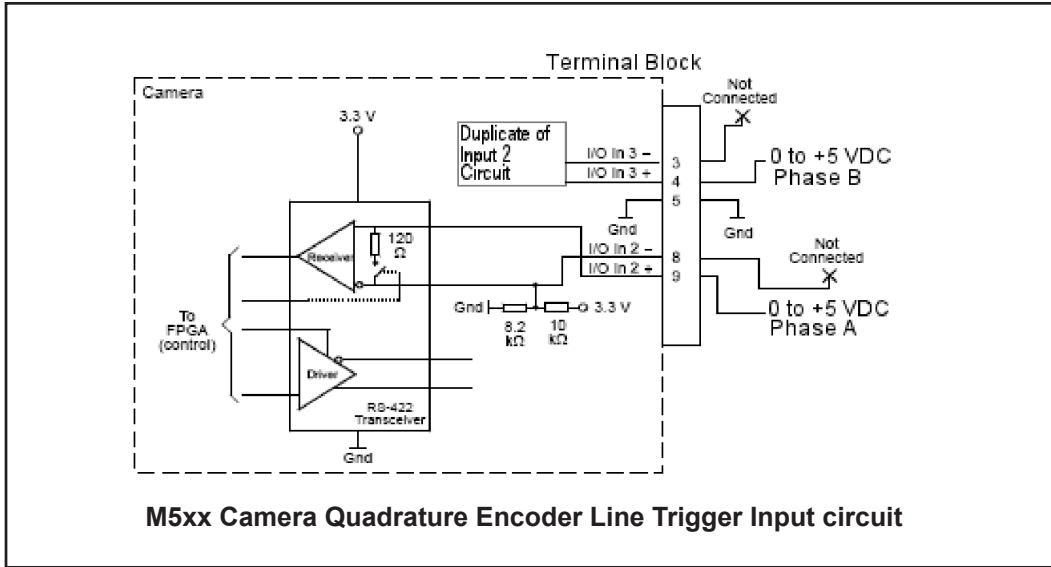 Terminal Block
Camera
Not
Connected
3.3 V
Duplicate of
Input 2
Circuit
I/O In 3 –
I/O In 3 +
3
4
5
0 to +5 VDC
Phase B
Gnd
Gnd
120
Ω
Receiver
I/O In 2 –
I/O In 2 +
8
9
Not
Connected
To
FPGA
(control)
Gnd
8.2
kΩ
10
kΩ
3.3 V
0 to +5 VDC
Phase A
Driver
RS-422
Transceiver
Gnd
M5xx Camera Quadrature Encoder Line Trigger Input circuit